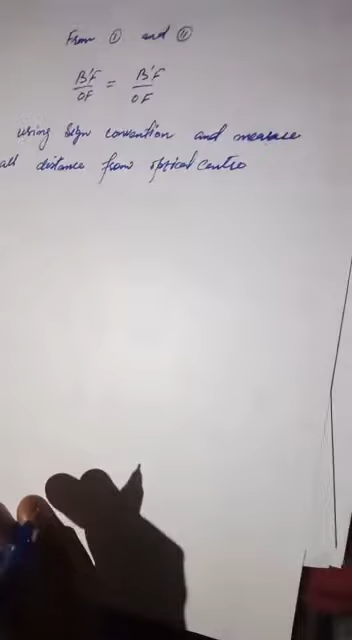 From ① and ②
B'F/OF = B'F/OF
using sign convention and measure
all distance from optical centre